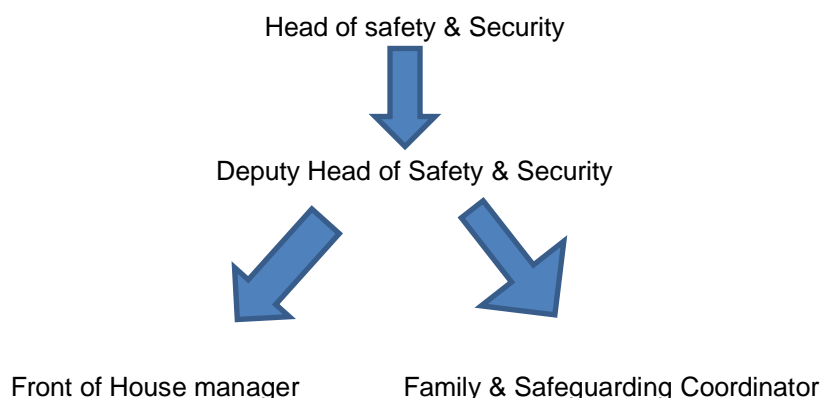 Head of safety & Security
Deputy Head of Safety & Security
Front of House manager
Family & Safeguarding Coordinator